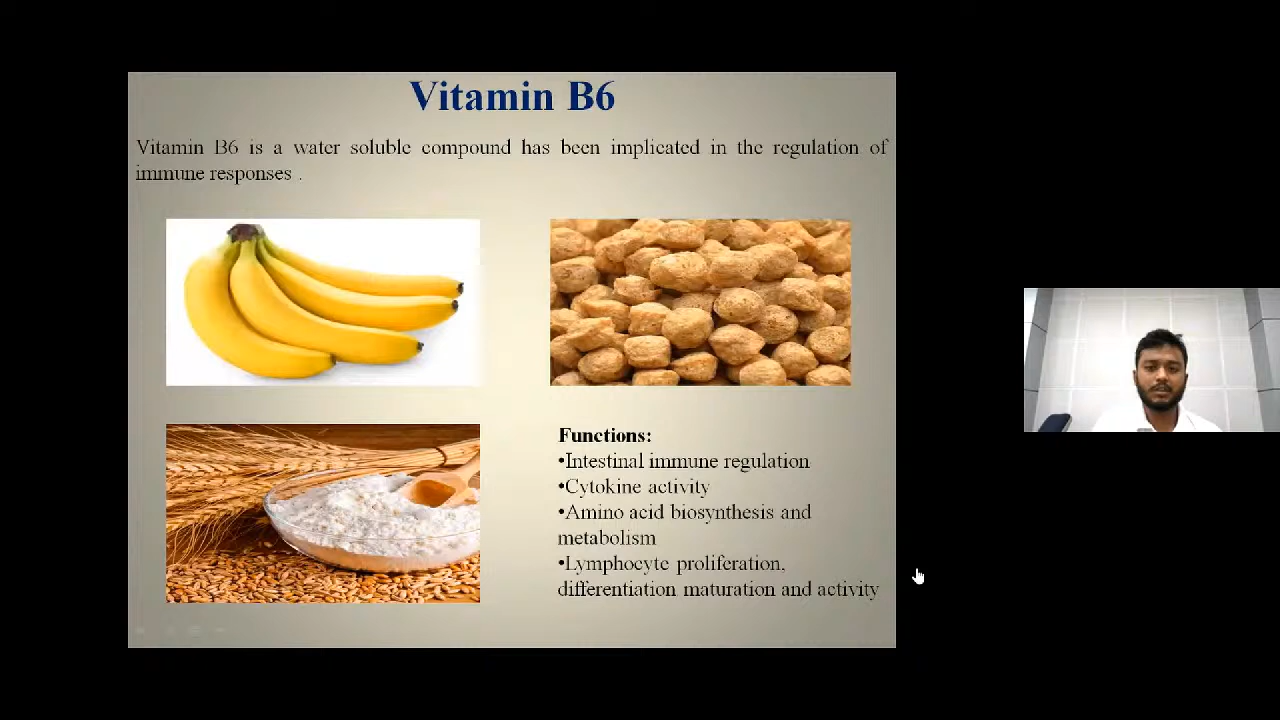 Vitamin B6
Vitamin B6 is a water soluble compound has been implicated in the regulation of
immune responses .
Functions:
•Intestinal immune regulation
•Cytokine activity
•Amino acid biosynthesis and
metabolism
•Lymphocyte proliferation,
differentiation maturation and activity